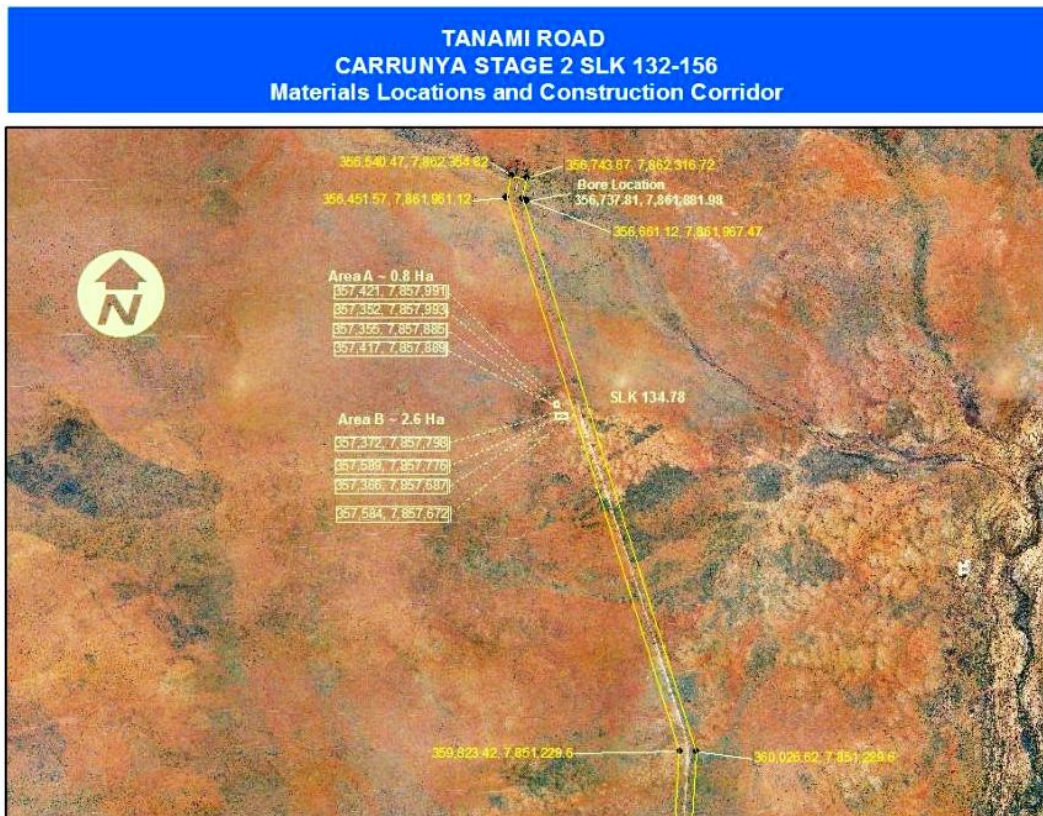 TANAMI ROAD
CARRUNYA STAGE 2 SLK 132-156
Materials Locations and Construction Corridor
356,540.47, 7,862,354.82
356,743.87, 7,862,316.72
Bore Location
356,451.57, 7,861,961.12
356,737.81, 7,861,881.98
356,661.12, 7,861,967.47
N
Area A ~ 0.8 Ha
357,421, 7,857,991
357,352, 7,857,993
357,355, 7,857,885
357,417, 7,857,889
SLK 134.78
Area B ~ 2.6 Ha
357,372, 7,857,798
357,589, 7,857,776
357,366, 7,857,687
357,584, 7,857,672
359,823.42, 7,851,229.6
360,026.62, 7,851,229.6